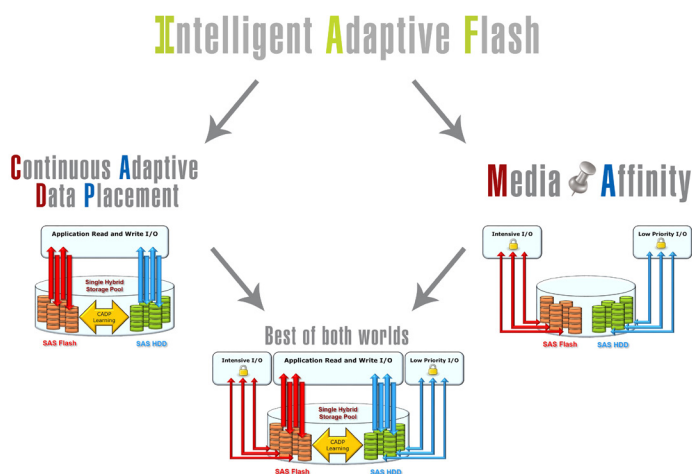 Intelligent Adaptive Flash
Continuous Adaptive
Data Placement
Media Affinity
Application Read and Write I/O
Single Hybrid
Storage Pool
CADP
Learning
SAS Flash
SAS HDD
Intensive I/O
Low Priority I/O
SAS Flash
SAS HDD
Best of both worlds
Intensive I/O
Application Read and Write I/O
Low Priority I/O
Single Hybrid
Storage Pool
CADP
Learning
SAS Flash
SAS HDD